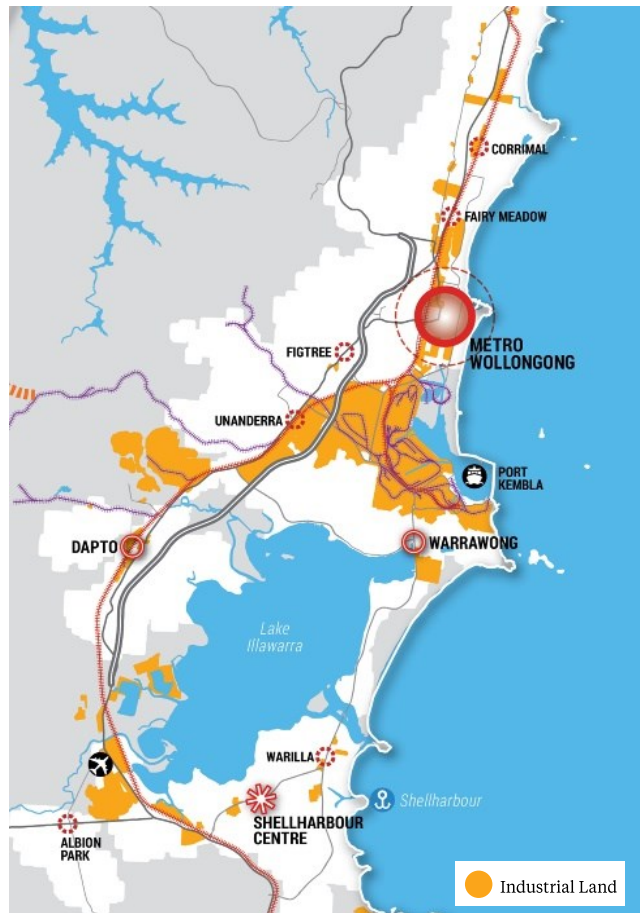 CORRIMAL
FAIRY MEADOW
METRO
WOLLONGONG
FIGTREE
UNANDERRA
PORT
KEMBLA
DAPTO
WARRAWONG
Lake
Illawarra
WARILLA
Shellharbour
SHELLHARBOUR
CENTRE
ALBION
PARK
Industrial Land